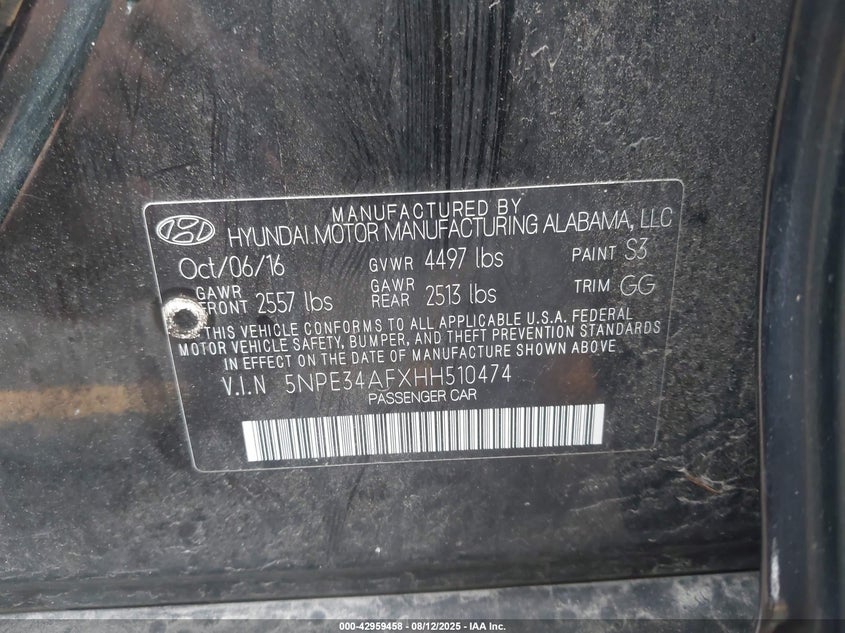 MANUFACTURED BY
HYUNDAI MOTOR MANUFACTURING ALABAMA, LLC
Oct/06/16 GVWR 4497 lbs PAINT S3
GAWR FRONT 2557 lbs GAWR REAR 2513 lbs TRIM GG
THIS VEHICLE CONFORMS TO ALL APPLICABLE U.S.A. FEDERAL
MOTOR VEHICLE SAFETY, BUMPER, AND THEFT PREVENTION STANDARDS
IN EFFECT ON THE DATE OF MANUFACTURE SHOWN ABOVE.
V.I.N 5NPE34AFXHH510474
PASSENGER CAR
000-42959458 - 08/12/2025 - IAA Inc.